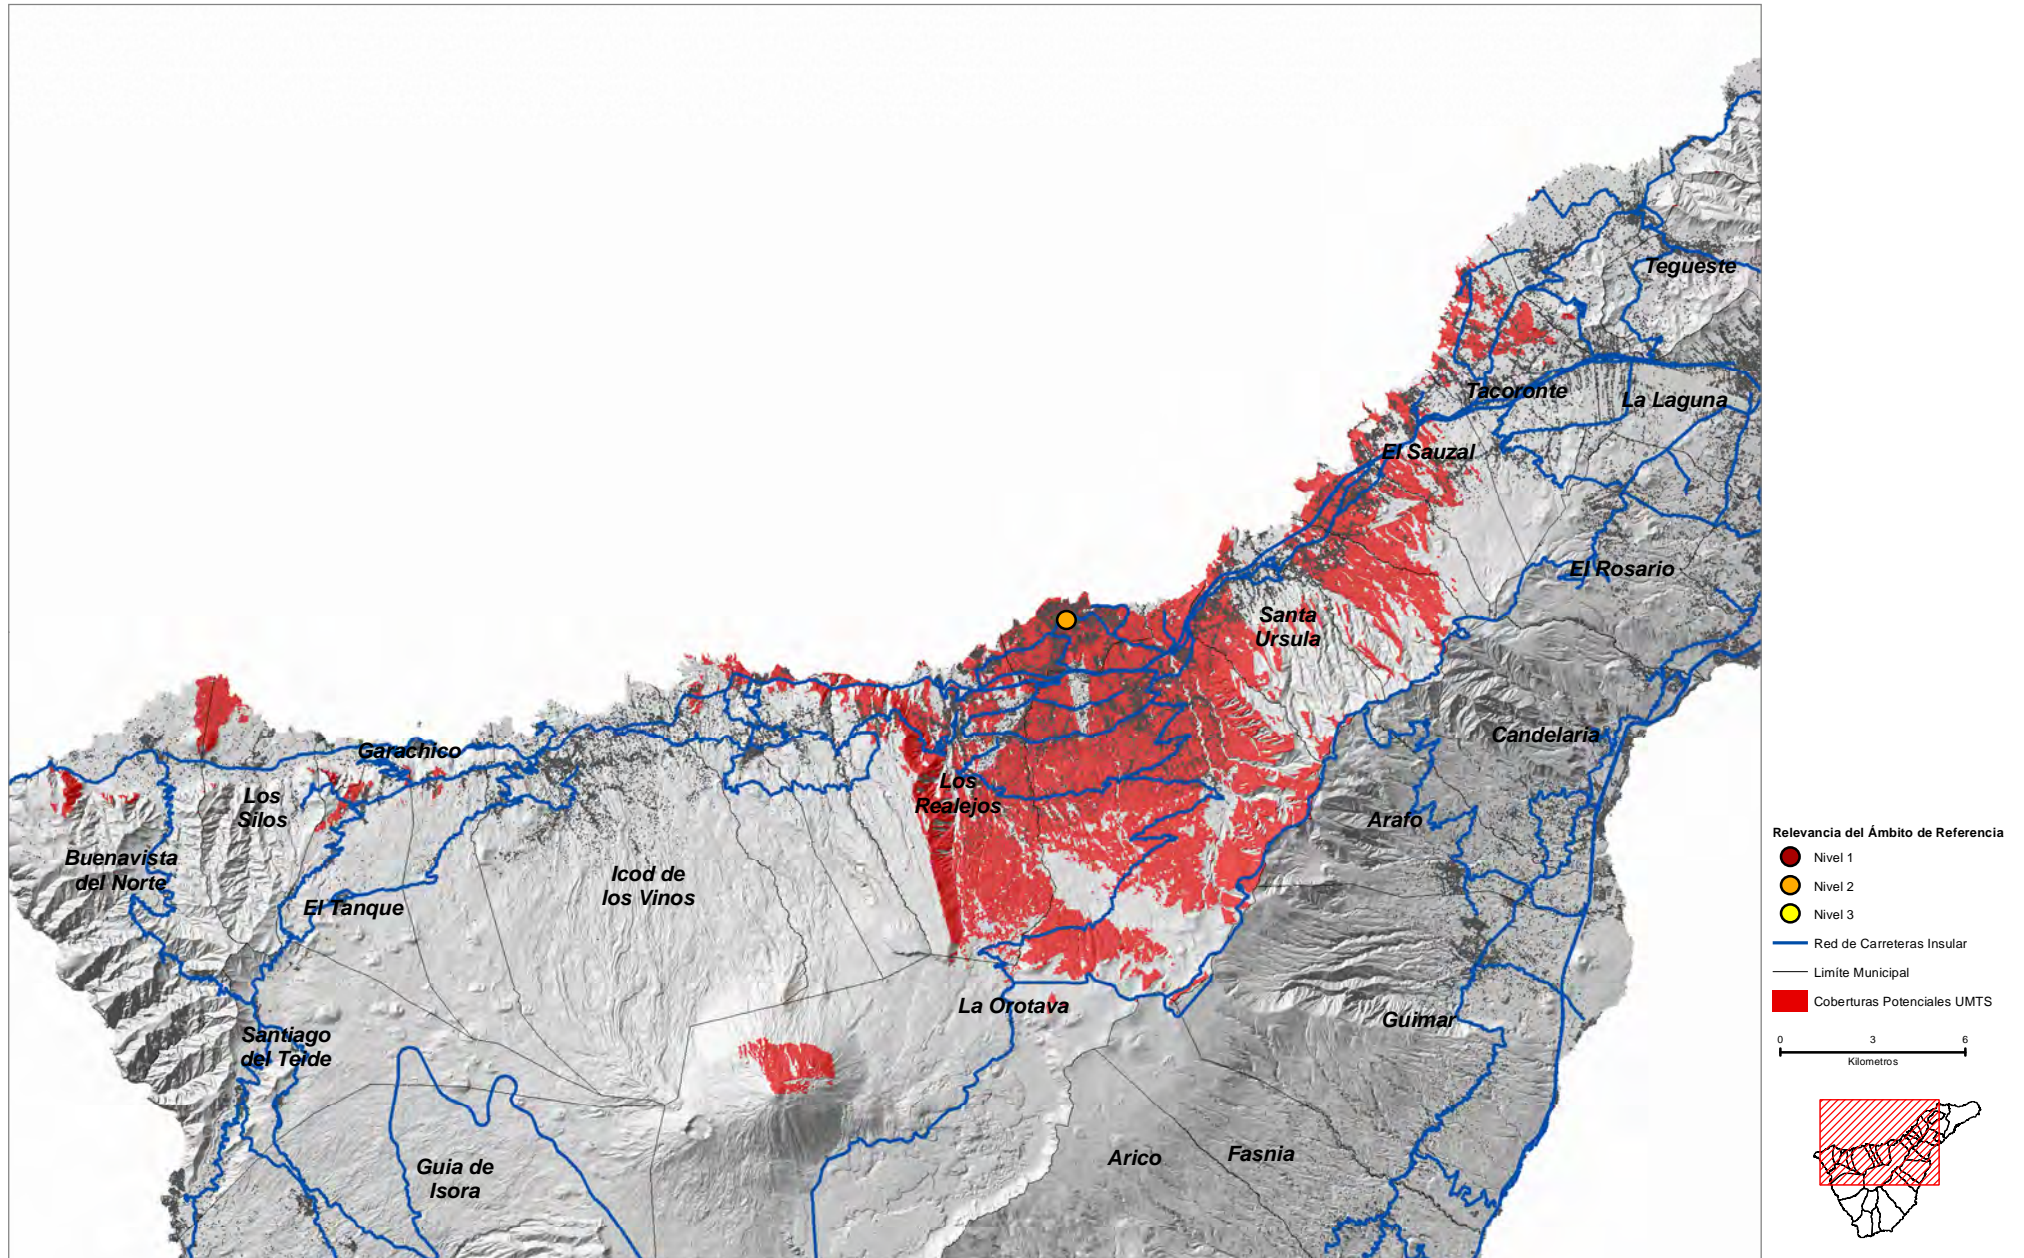 Tegueste
Tacoronte
La Laguna
El Sauzal
El Rosario
Santa
Ursula
Garachico
Candelaria
Los
Silos
Los
Realejos
Arafo
Buenavista
del Norte
Icod de
los Vinos
El Tanque
La Orotava
Guimar
Santiago
del Teide
Guia de
Isora
Arico
Fasnia
Relevancia del Ámbito de Referencia
Nivel 1
Nivel 2
Nivel 3
Red de Carreteras Insular
Limíte Municipal
Coberturas Potenciales UMTS
0 3 6
Kilometros